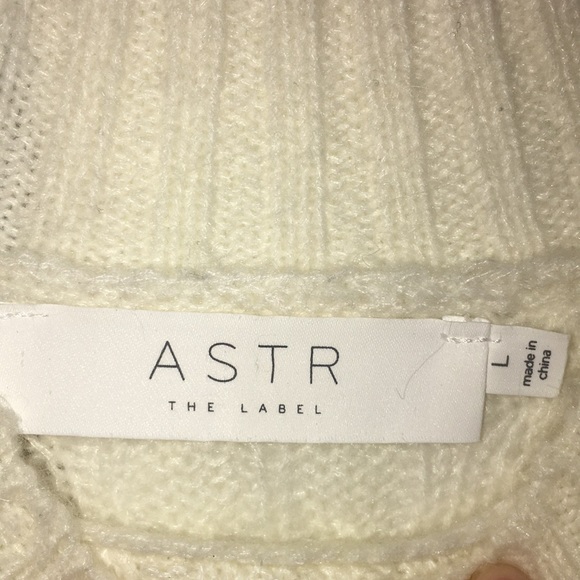 ASTR
THE LABEL
L
made in
china